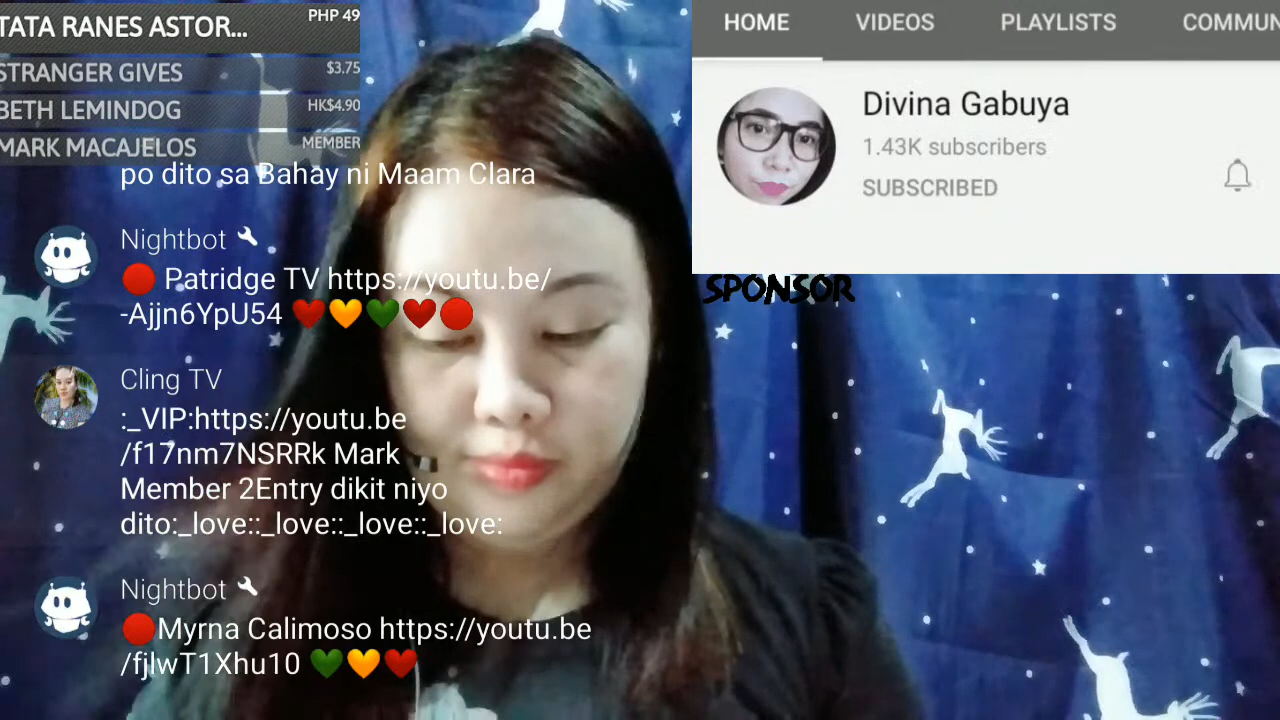 TATA RANES ASTOR...
PHP 49
STRANGER GIVES
$3.75
BETH LEMINDOG
HK$4.90
MARK MACAJELOS
MEMBER
po dito sa Bahay ni Maam Clara
Nightbot
🔴 Patridge TV https://youtu.be/
-Ajjn6YpU54 ❤️🧡💚❤️🔴
Cling TV
:_VIP:https://youtu.be
/f17nm7NSRRk Mark
Member 2Entry dikit niyo
dito:_love::_love::_love::_love:
Nightbot
🔴Myrna Calimoso https://youtu.be
/fjlwT1Xhu10 💚🧡❤️
HOME
VIDEOS
PLAYLISTS
COMMUN
Divina Gabuya
1.43K subscribers
SUBSCRIBED
SPONSOR